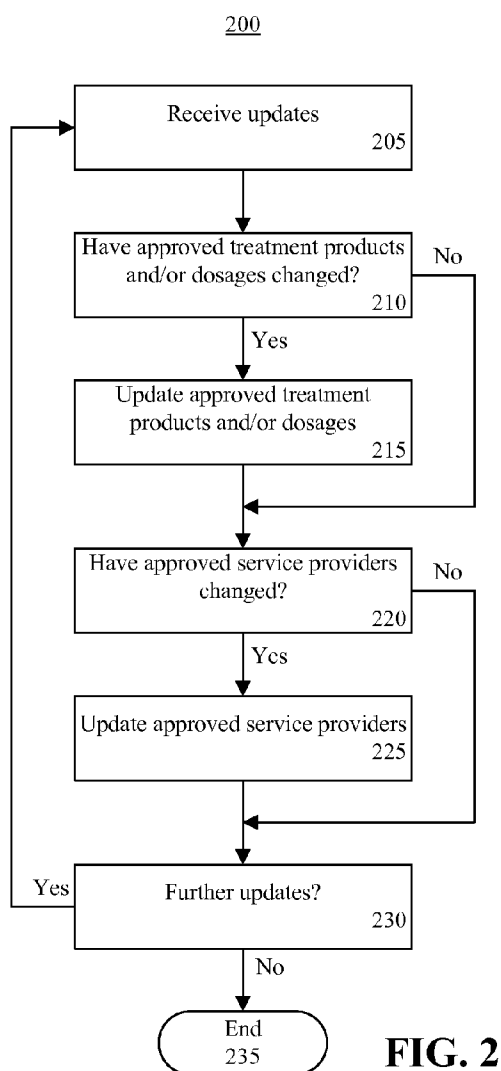 200
Receive updates
205
Have approved treatment products
and/or dosages changed?
210
No
Yes
Update approved treatment
products and/or dosages
215
Have approved service providers
changed?
220
No
Yes
Update approved service providers
225
Yes
Further updates?
230
No
End
235
FIG. 2